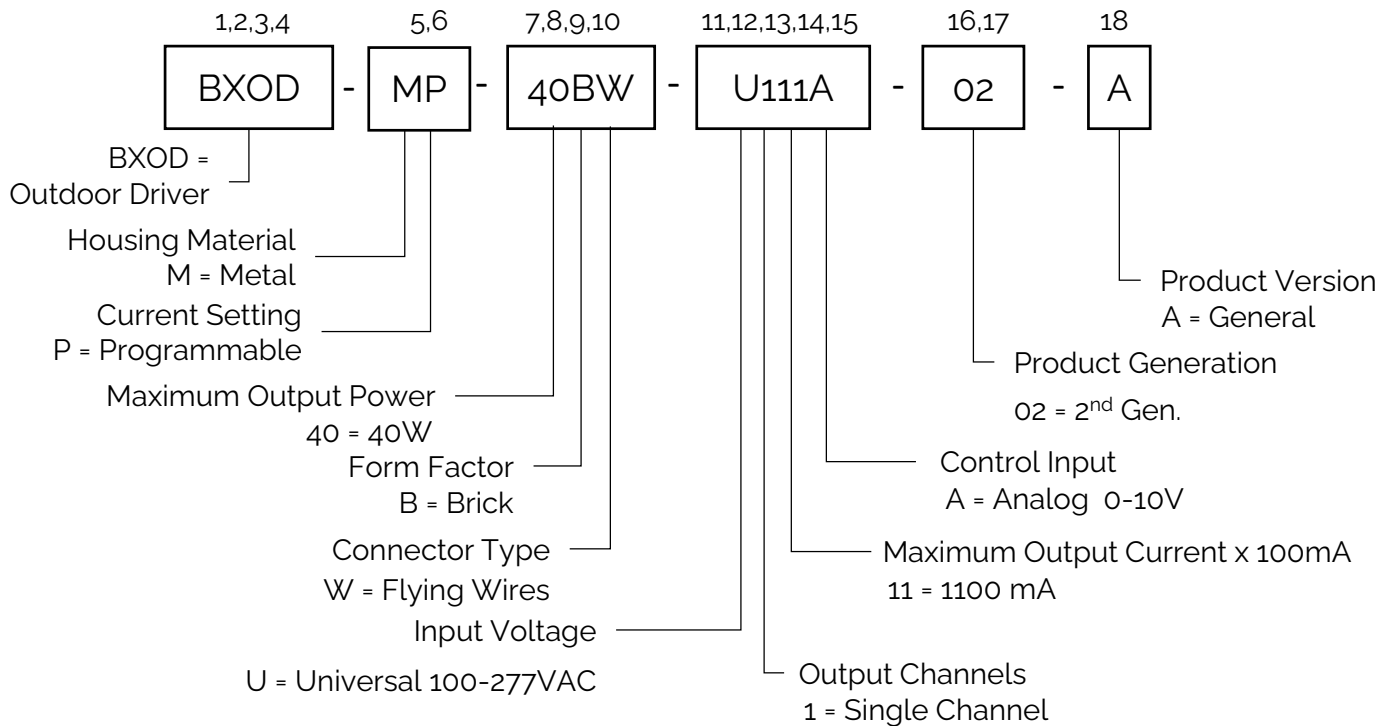 1,2,3,4 5,6 7,8,9,10 11,12,13,14,15 16,17 18
BXOD - MP - 40BW - U111A - 02 - A
BXOD =
Outdoor Driver
Housing Material
M = Metal
Current Setting
P = Programmable
Maximum Output Power
40 = 40W
Form Factor
B = Brick
Connector Type
W = Flying Wires
Input Voltage
U = Universal 100-277VAC
Product Version
A = General
Product Generation
02 = 2nd Gen.
Control Input
A = Analog 0-10V
Maximum Output Current x 100mA
11 = 1100 mA
Output Channels
1 = Single Channel